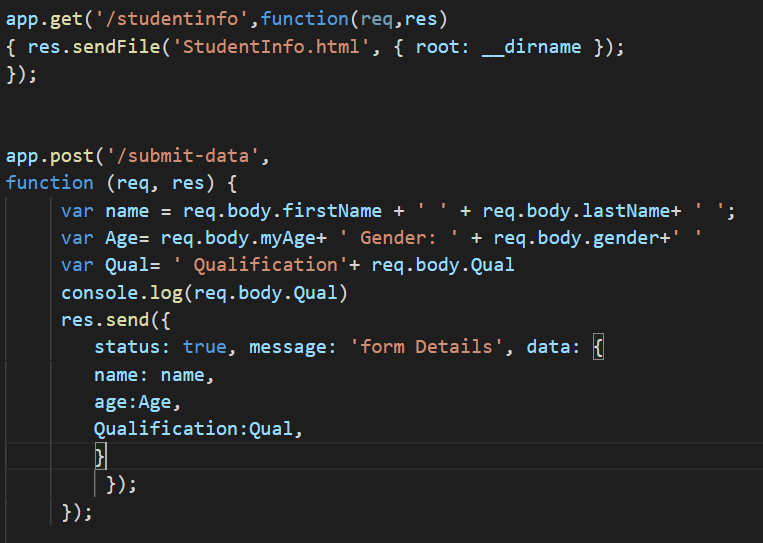 app.get('/studentinfo',function(req,res)
{ res.sendFile('StudentInfo.html', { root: __dirname });
});
app.post('/submit-data',
function (req, res) {
var name = req.body.firstName + ' ' + req.body.lastName+ ' ';
var Age= req.body.myAge+ ' Gender: ' + req.body.gender+' '
var Qual= ' Qualification'+ req.body.Qual
console.log(req.body.Qual)
res.send({
status: true, message: 'form Details', data: {
name: name,
age:Age,
Qualification:Qual,
}
});
});